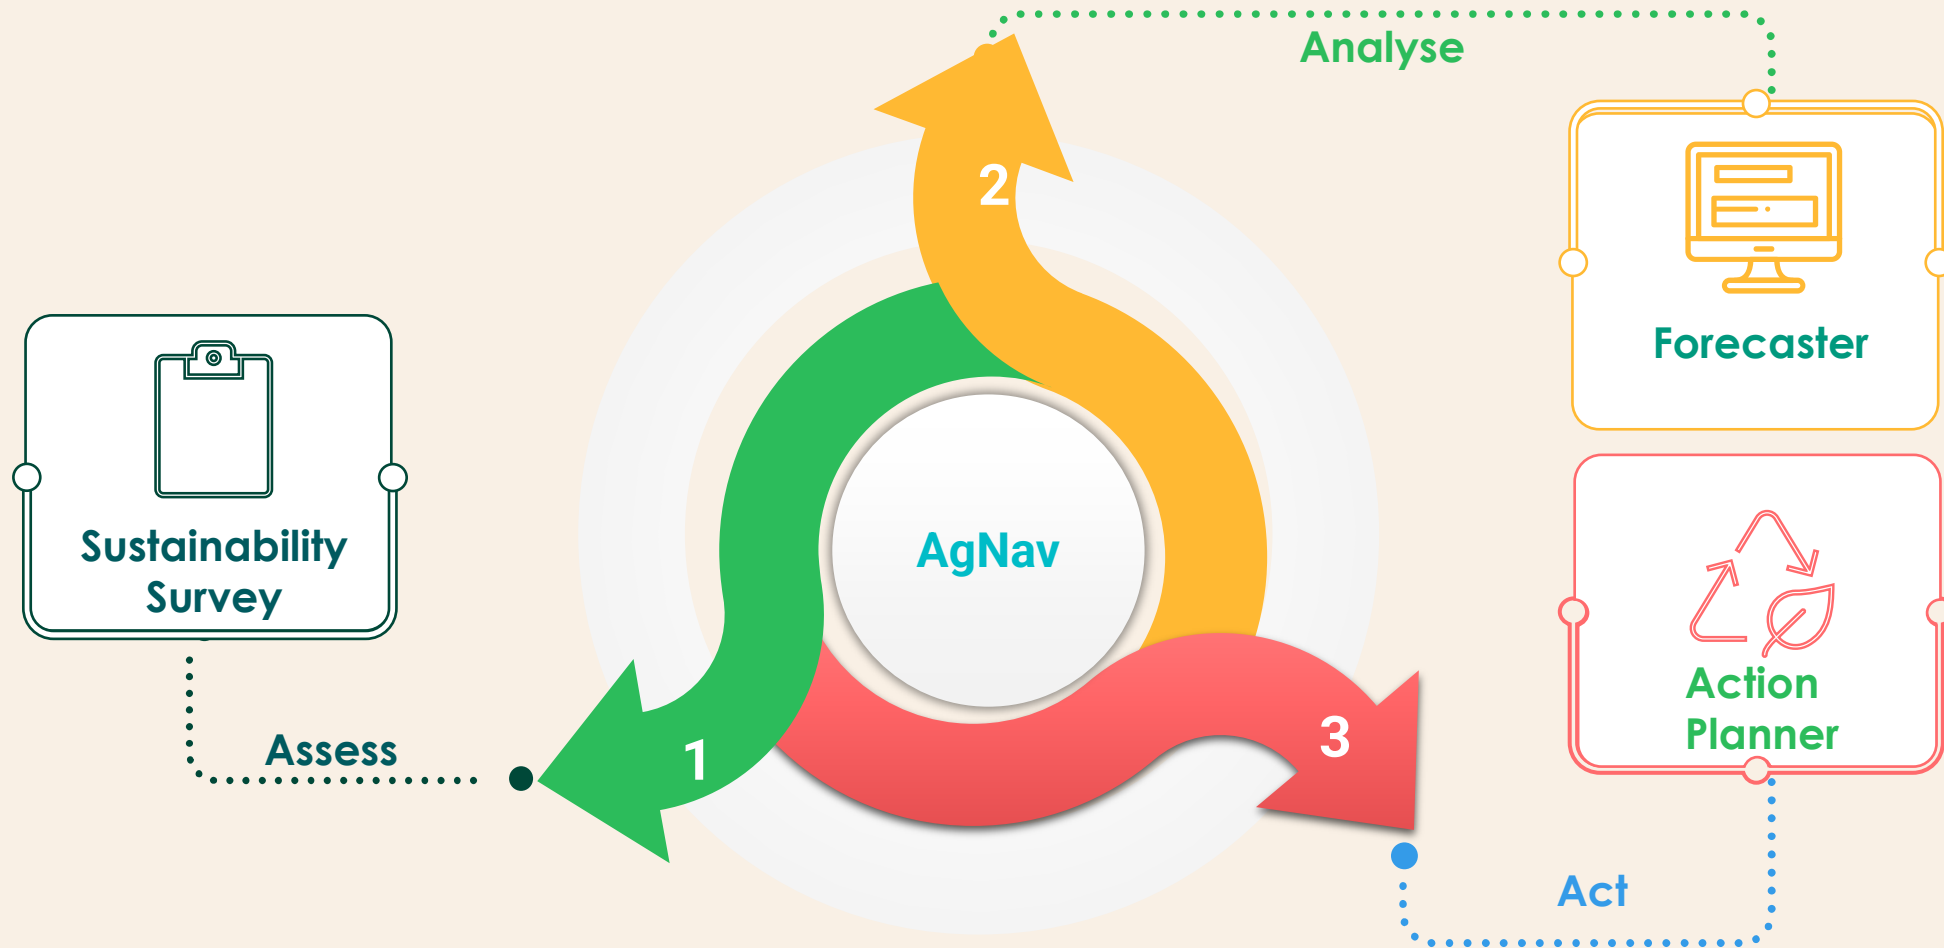 Analyse
2
Forecaster
Sustainability
Survey
AgNav
Action
Planner
Assess
1
3
Act